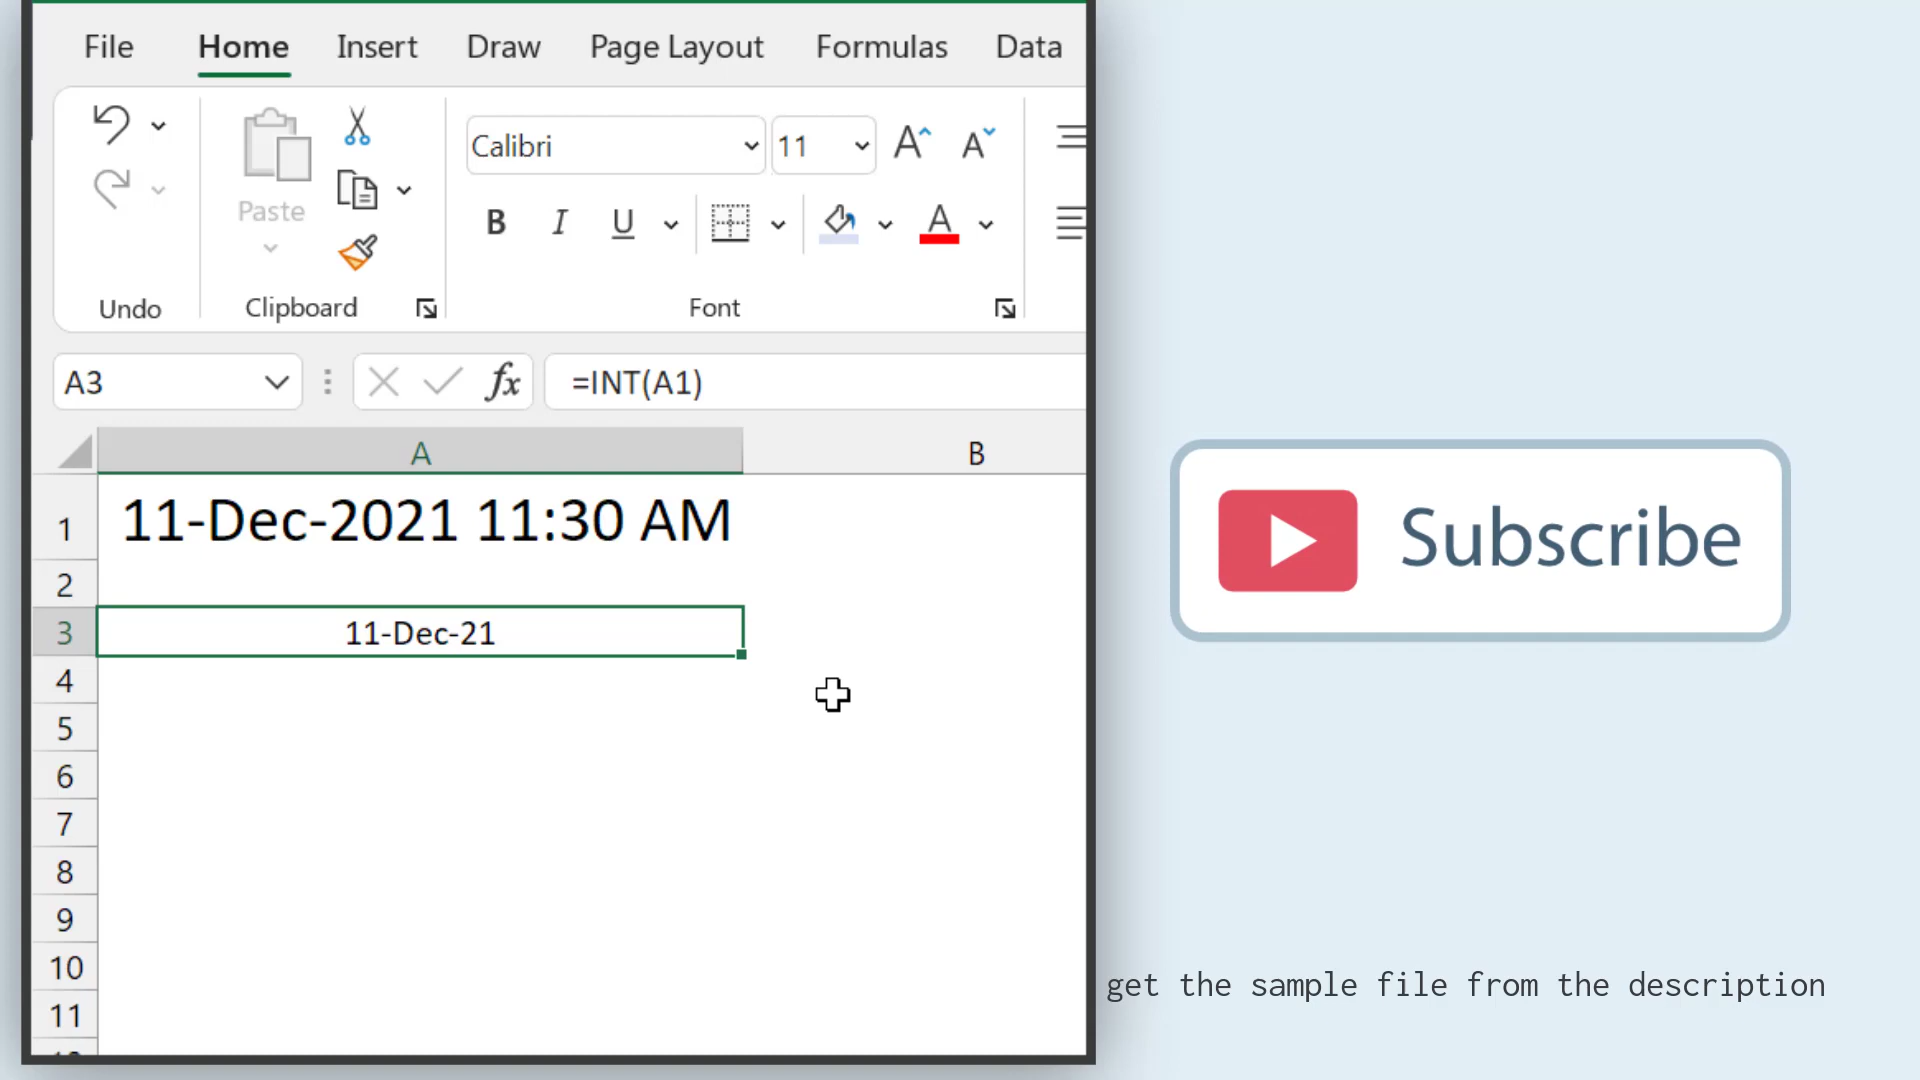 File Home Insert Draw Page Layout Formulas Data
Calibri 11
Paste
B I U A
Undo Clipboard Font
A3 fx =INT(A1)
A B
1 11-Dec-2021 11:30 AM
2
3 11-Dec-21
4
5
6
7
8
9
10
11
Subscribe
get the sample file from the description